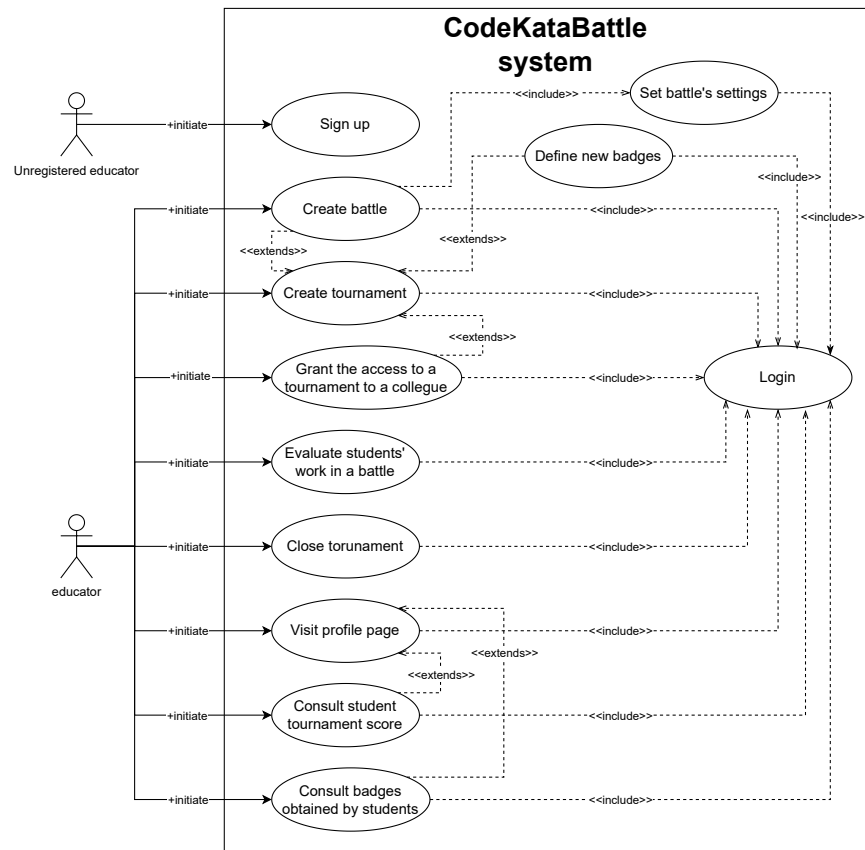 CodeKataBattle
system
<<include>>
Set battle's settings
+initiate
Sign up
Unregistered educator
Define new badges
<<include>>
+initiate
Create battle
<<include>>
<<include>>
<<extends>>
<<extends>>
+initiate
Create tournament
<<include>>
<<extends>>
+initiate
Grant the access to a
tournament to a collegue
<<include>>
Login
+initiate
Evaluate students'
work in a battle
<<include>>
educator
+initiate
Close torunament
<<include>>
+initiate
Visit profile page
<<include>>
<<extends>>
<<extends>>
+initiate
Consult student
tournament score
<<include>>
+initiate
Consult badges
obtained by students
<<include>>